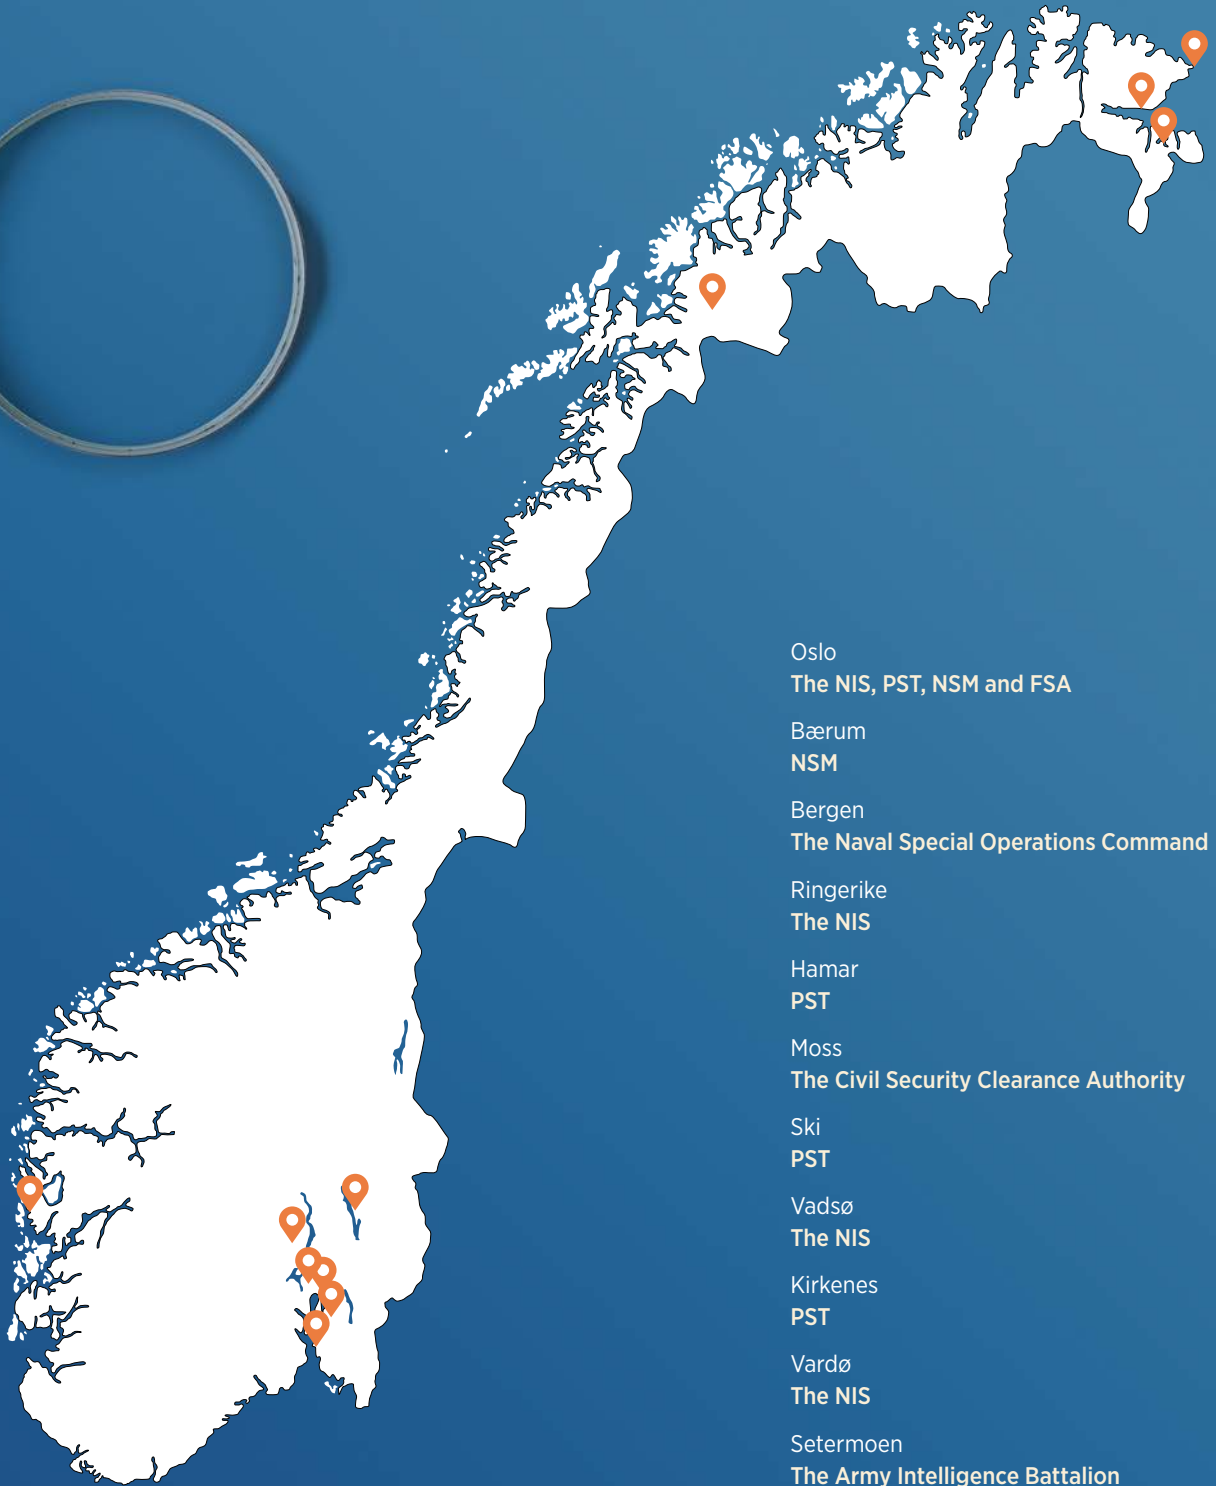 Oslo
The NIS, PST, NSM and FSA
Bærum
NSM
Bergen
The Naval Special Operations Command
Ringerike
The NIS
Hamar
PST
Moss
The Civil Security Clearance Authority
Ski
PST
Vadsø
The NIS
Kirkenes
PST
Vardø
The NIS
Setermoen
The Army Intelligence Battalion